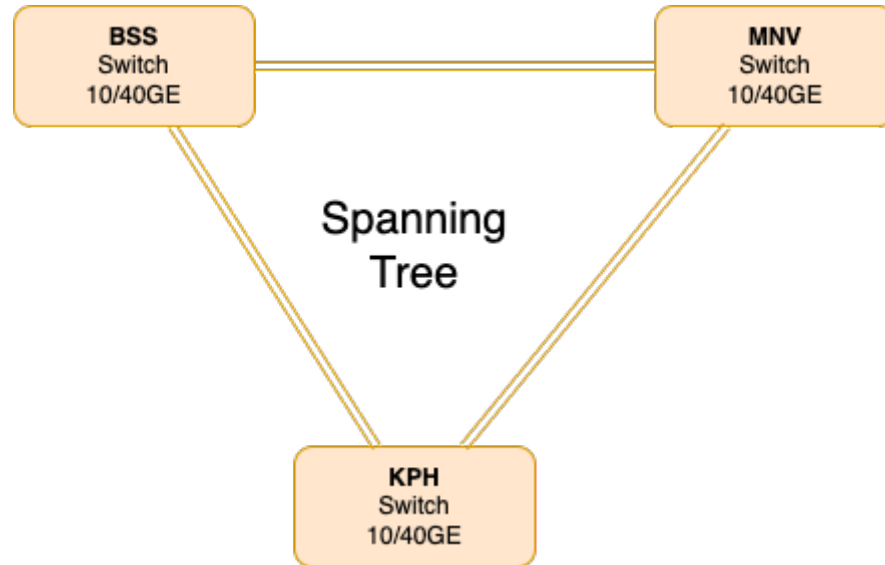 BSS
Switch
10/40GE
MNV
Switch
10/40GE
Spanning
Tree
KPH
Switch
10/40GE